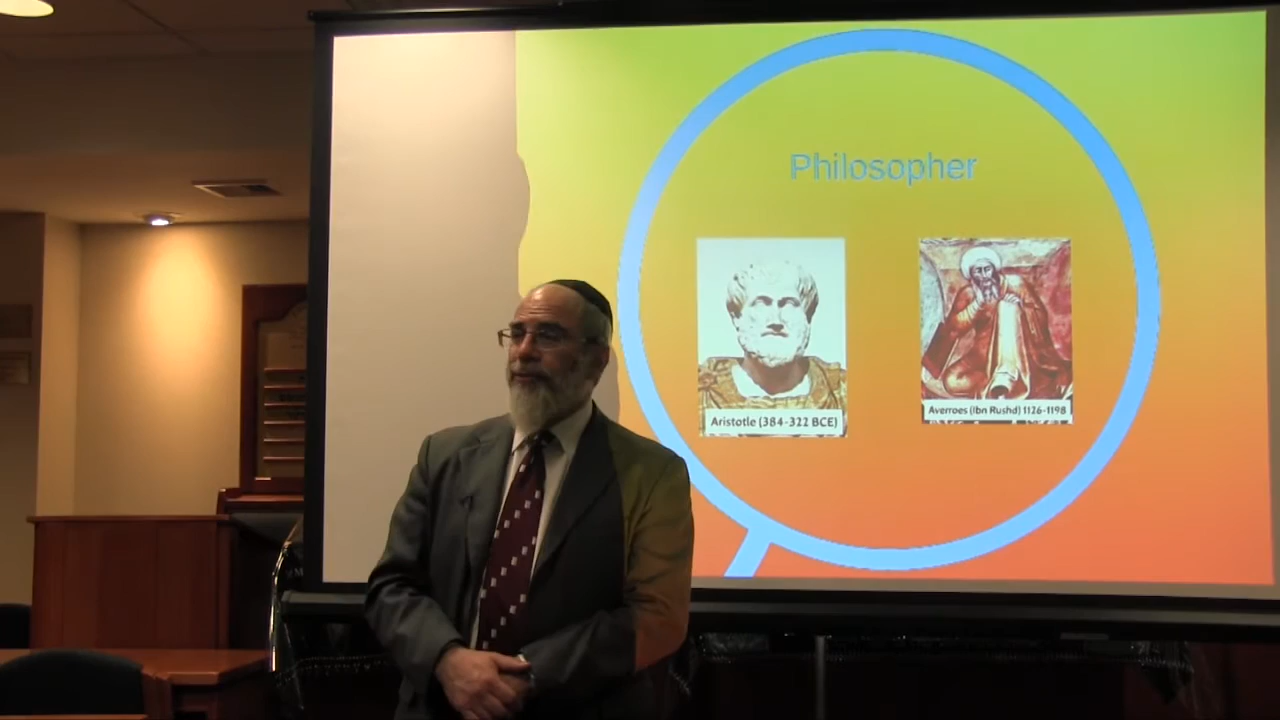 Philosopher
Aristotle (384-322 BCE)
Averroes (Ibn Rushd) 1126-1198